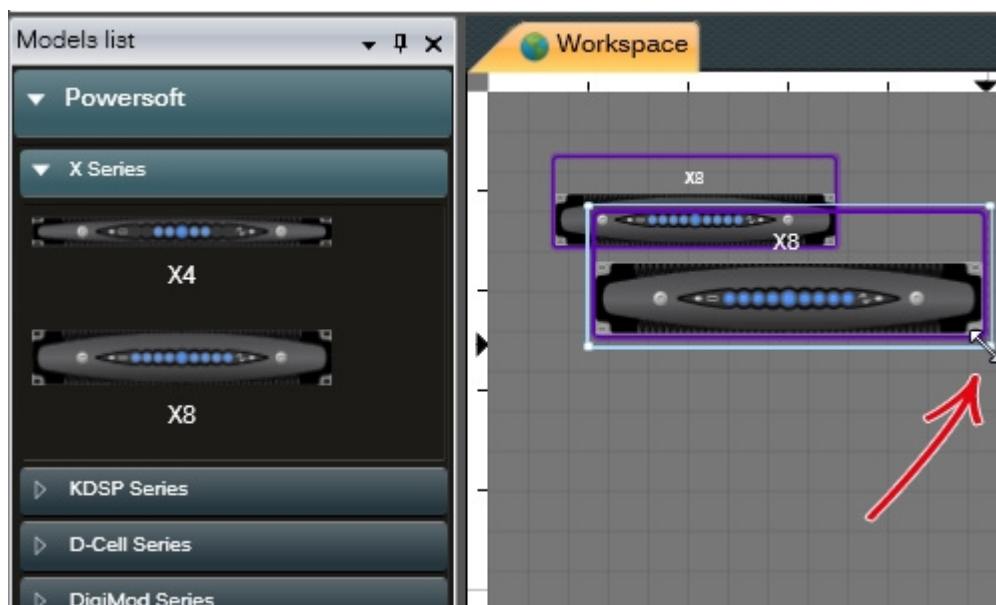 Models list
Powersoft
X Series
X4
X8
KDSP Series
D-Cell Series
DigiMod Series
Workspace
X8
X8